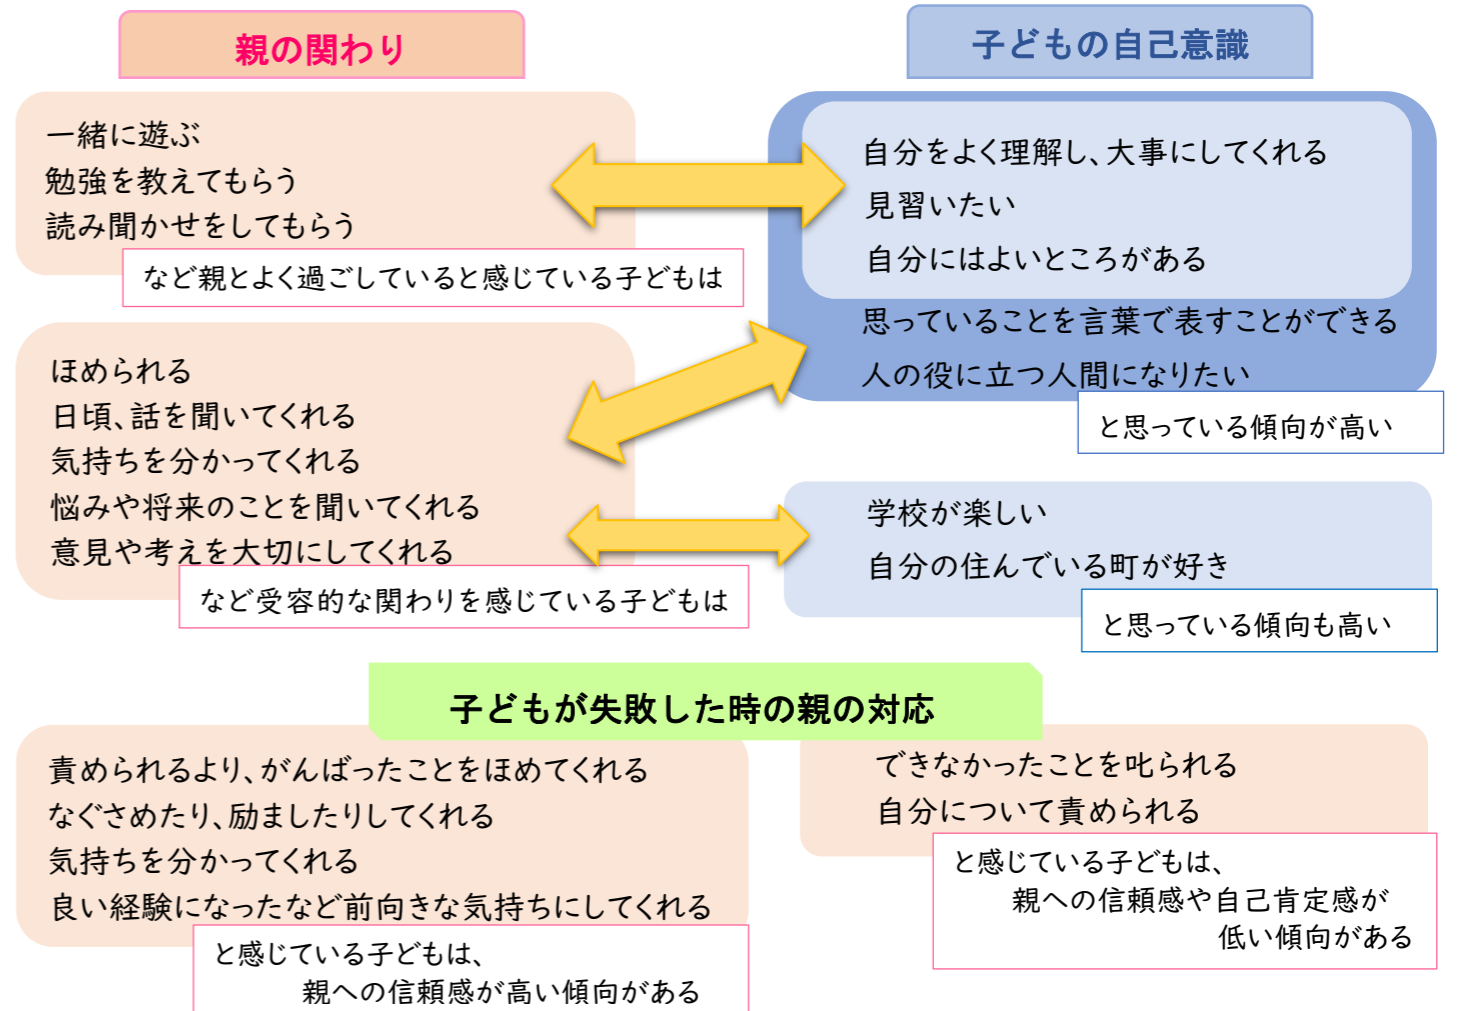 親の関わり
子どもの自己意識
一緒に遊ぶ
勉強を教えてもらう
読み聞かせをしてもらう
など親とよく過ごしていると感じている子どもは
自分をよく理解し、大事にしてくれる
見習いたい
自分にはよいところがある
思っていることを言葉で表すことができる
人の役に立つ人間になりたい
と思っている傾向が高い
ほめられる
日頃、話を聞いてくれる
気持ちを分かってくれる
悩みや将来のことを聞いてくれる
意見や考えを大切にしてくれる
など受容的な関わりを感じている子どもは
学校が楽しい
自分の住んでいる町が好き
と思っている傾向も高い
子どもが失敗した時の親の対応
責められるより、がんばったことをほめてくれる
なぐさめたり、励ましたりしてくれる
気持ちを分かってくれる
良い経験になったなど前向きな気持ちにしてくれる
と感じている子どもは、
親への信頼感が高い傾向がある
できなかったことを叱られる
自分について責められる
と感じている子どもは、
親への信頼感や自己肯定感が
低い傾向がある